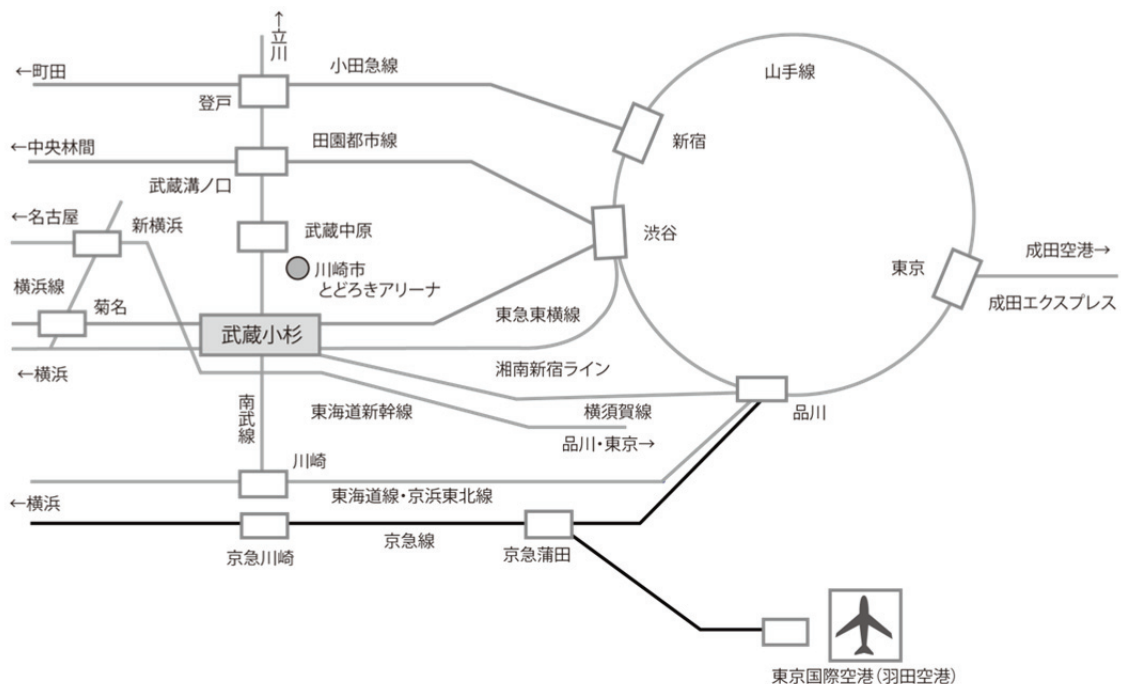 ↑立川
←町田
小田急線
山手線
登戸
新宿
←中央林間
田園都市線
武蔵溝ノ口
←名古屋
新横浜
武蔵中原
渋谷
成田空港→
東京
川崎市
とどろきアリーナ
横浜線
菊名
成田エクスプレス
東急東横線
武蔵小杉
←横浜
湘南新宿ライン
南武線
東海道新幹線
横須賀線
品川
品川・東京→
川崎
東海道線・京浜東北線
←横浜
京急川崎
京急線
京急蒲田
東京国際空港(羽田空港)